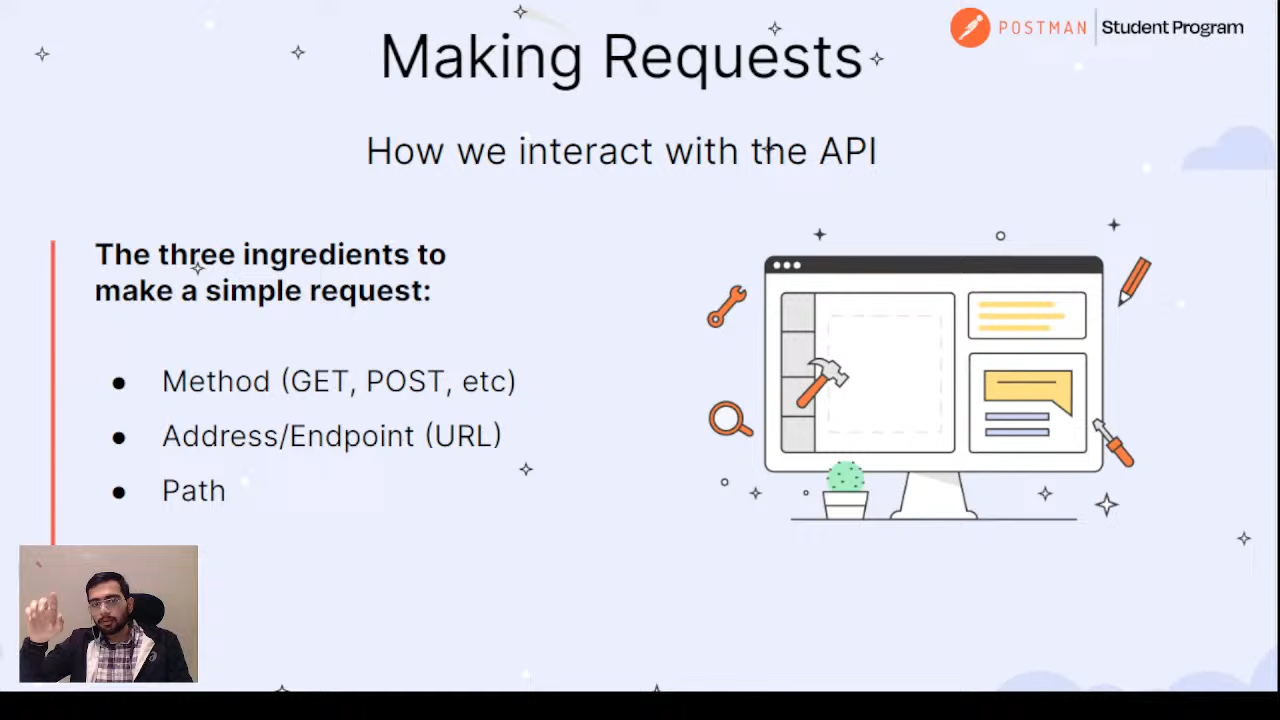 POSTMAN Student Program
Making Requests
How we interact with the API
The three ingredients to
make a simple request:
● Method (GET, POST, etc)
● Address/Endpoint (URL)
● Path